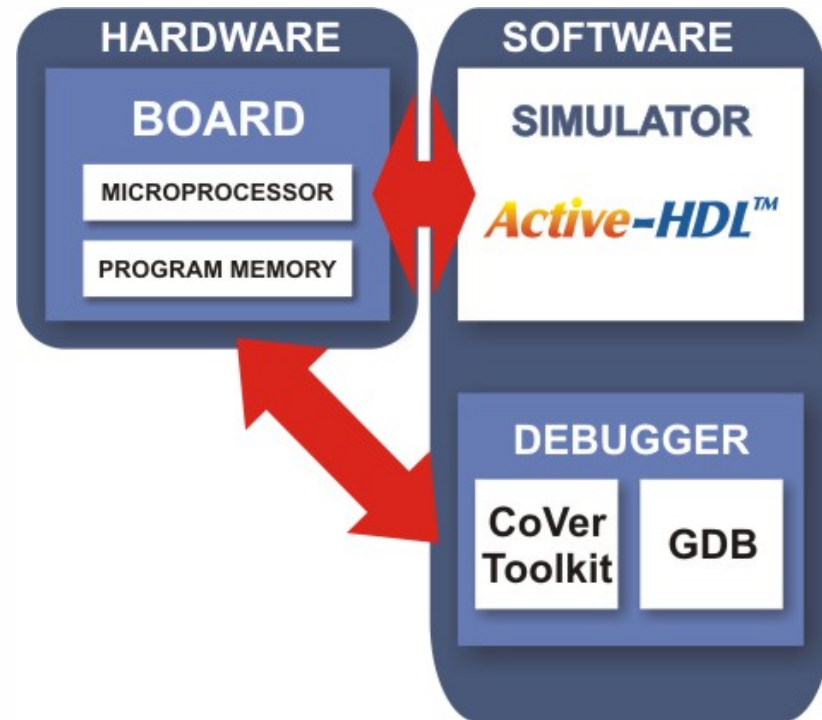 HARDWARE
BOARD
MICROPROCESSOR
PROGRAM MEMORY
SOFTWARE
SIMULATOR
Active-HDL™
DEBUGGER
CoVer
Toolkit
GDB